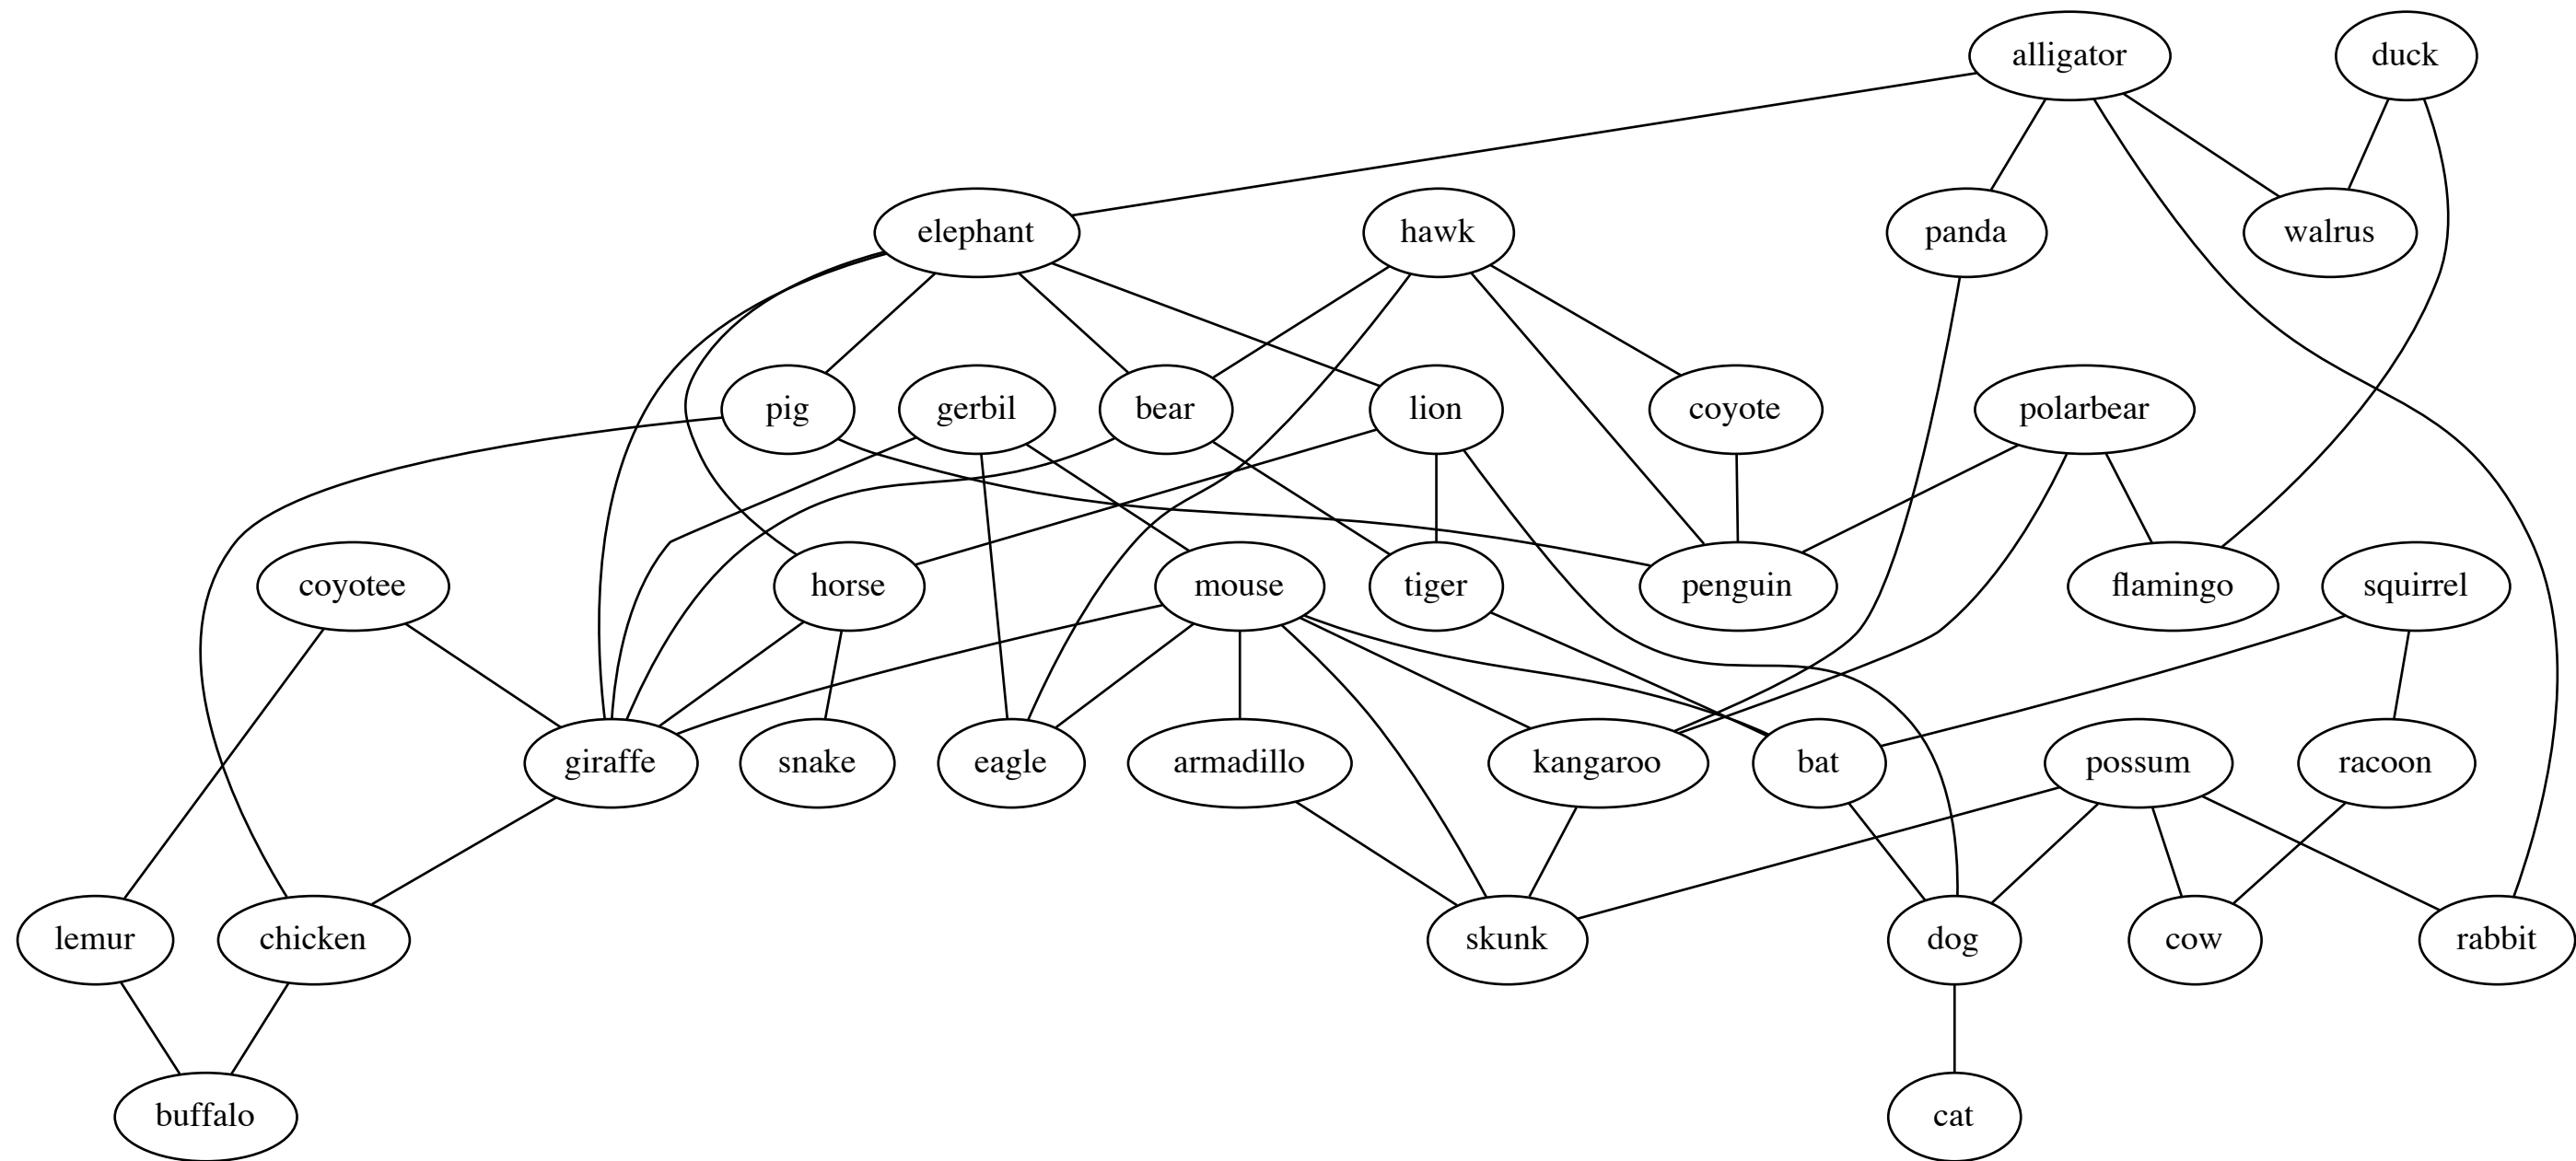 alligator duck
elephant hawk panda walrus
pig gerbil bear lion coyote polarbear
coyotee horse mouse tiger penguin flamingo squirrel
giraffe snake eagle armadillo kangaroo bat possum racoon
lemur chicken skunk dog cow rabbit
buffalo cat